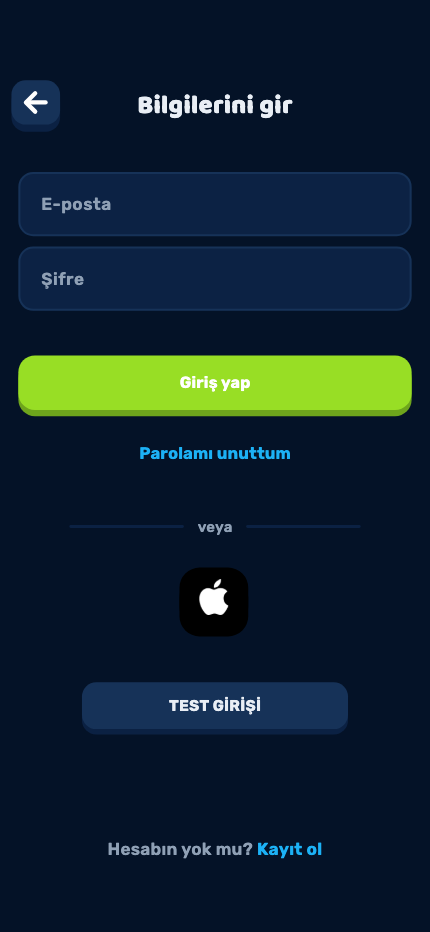 Bilgilerini gir
E-posta
Şifre
Giriş yap
Parolamı unuttum
veya
TEST GİRİŞİ
Hesabın yok mu? Kayıt ol